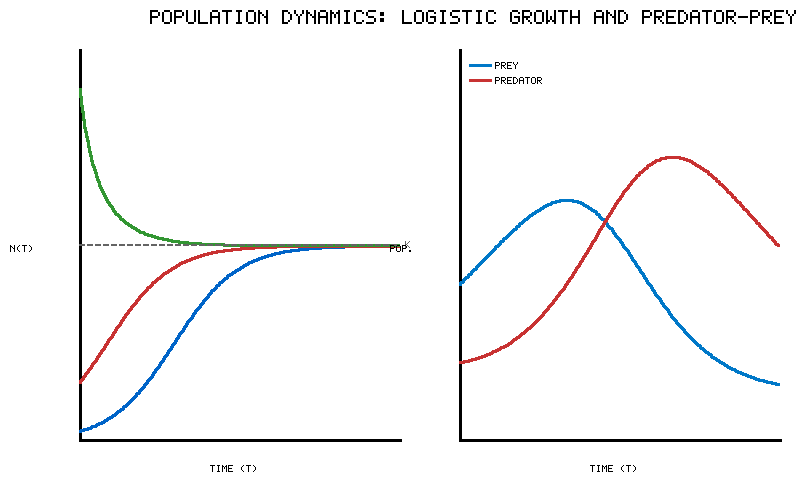 POPULATION DYNAMICS: LOGISTIC GROWTH AND PREDATOR-PREY
PREY
PREDATOR
N(T)
K
POP.
TIME (T)
TIME (T)